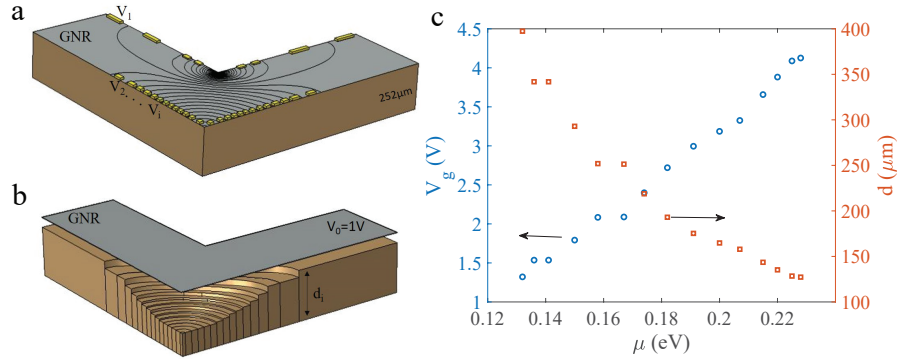 a
V₁
GNR
V₂. . . Vᵢ
252μm
b
GNR
V₀=1V
dᵢ
c
4.5
4
3.5
3
2.5
2
1.5
1
V_g (V)
400
350
300
250
200
150
100
d (μm)
0.12 0.14 0.16 0.18 0.2 0.22
μ (eV)